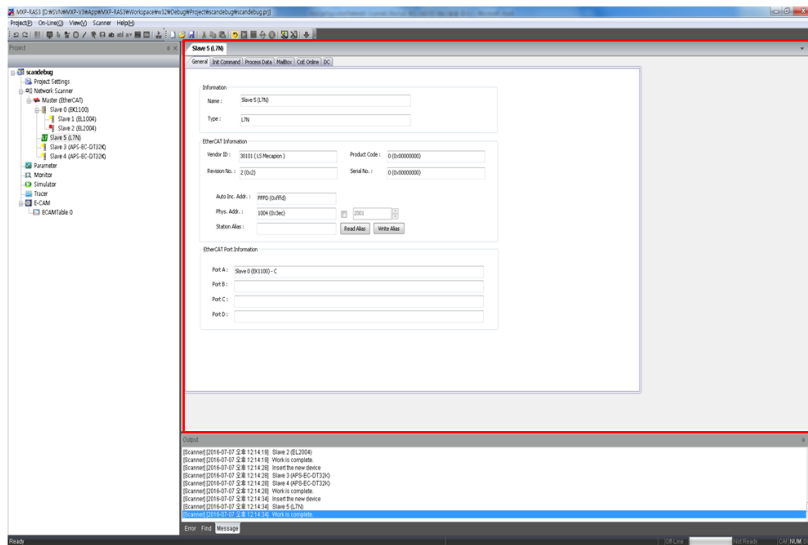 MXP-RAS3 [D:\SVN\MXP-V3\App\MXP-RAS3\Workspace\w32\Debug\Project\scandebug\scandebug.prj]
Project(P) On-Line(O) View(V) Scanner Help(H)
Project
Slave 5 (L7N)
General Init Command Process Data Mailbox CoE Online DC
scandebug
Project Settings
Network Scanner
Master (EtherCAT)
Slave 0 (EK1100)
Slave 1 (EL1004)
Slave 2 (EL2004)
Slave 5 (L7N)
Slave 3 (APS-EC-DT32K)
Slave 4 (APS-EC-DT32K)
Parameter
Monitor
Simulator
Tracer
E-CAM
ECAMTable 0
Information
Name : Slave 5 (L7N)
Type : L7N
EtherCAT Information
Vendor ID : 30101 ( LS Mecapion ) Product Code : 0 (0x00000000)
Revision No. : 2 (0x2) Serial No. : 0 (0x00000000)
Auto Inc. Addr. : FFFD (0xfffd)
Phys. Addr. : 1004 (0x3ec) 2001
Station Alias : Read Alias Write Alias
EtherCAT Port Information
Port A : Slave 0 (EK1100) - C
Port B :
Port C :
Port D :
Output
[Scanner] [2016-07-07 오후 12:14:19] Slave 2 (EL2004)
[Scanner] [2016-07-07 오후 12:14:19] Work is complete.
[Scanner] [2016-07-07 오후 12:14:28] Insert the new device
[Scanner] [2016-07-07 오후 12:14:28] Slave 3 (APS-EC-DT32K)
[Scanner] [2016-07-07 오후 12:14:28] Slave 4 (APS-EC-DT32K)
[Scanner] [2016-07-07 오후 12:14:28] Work is complete.
[Scanner] [2016-07-07 오후 12:14:34] Insert the new device
[Scanner] [2016-07-07 오후 12:14:34] Slave 5 (L7N)
[Scanner] [2016-07-07 오후 12:14:34] Work is complete.
Error Find Message
Ready Off Line Not Ready CAP NUM